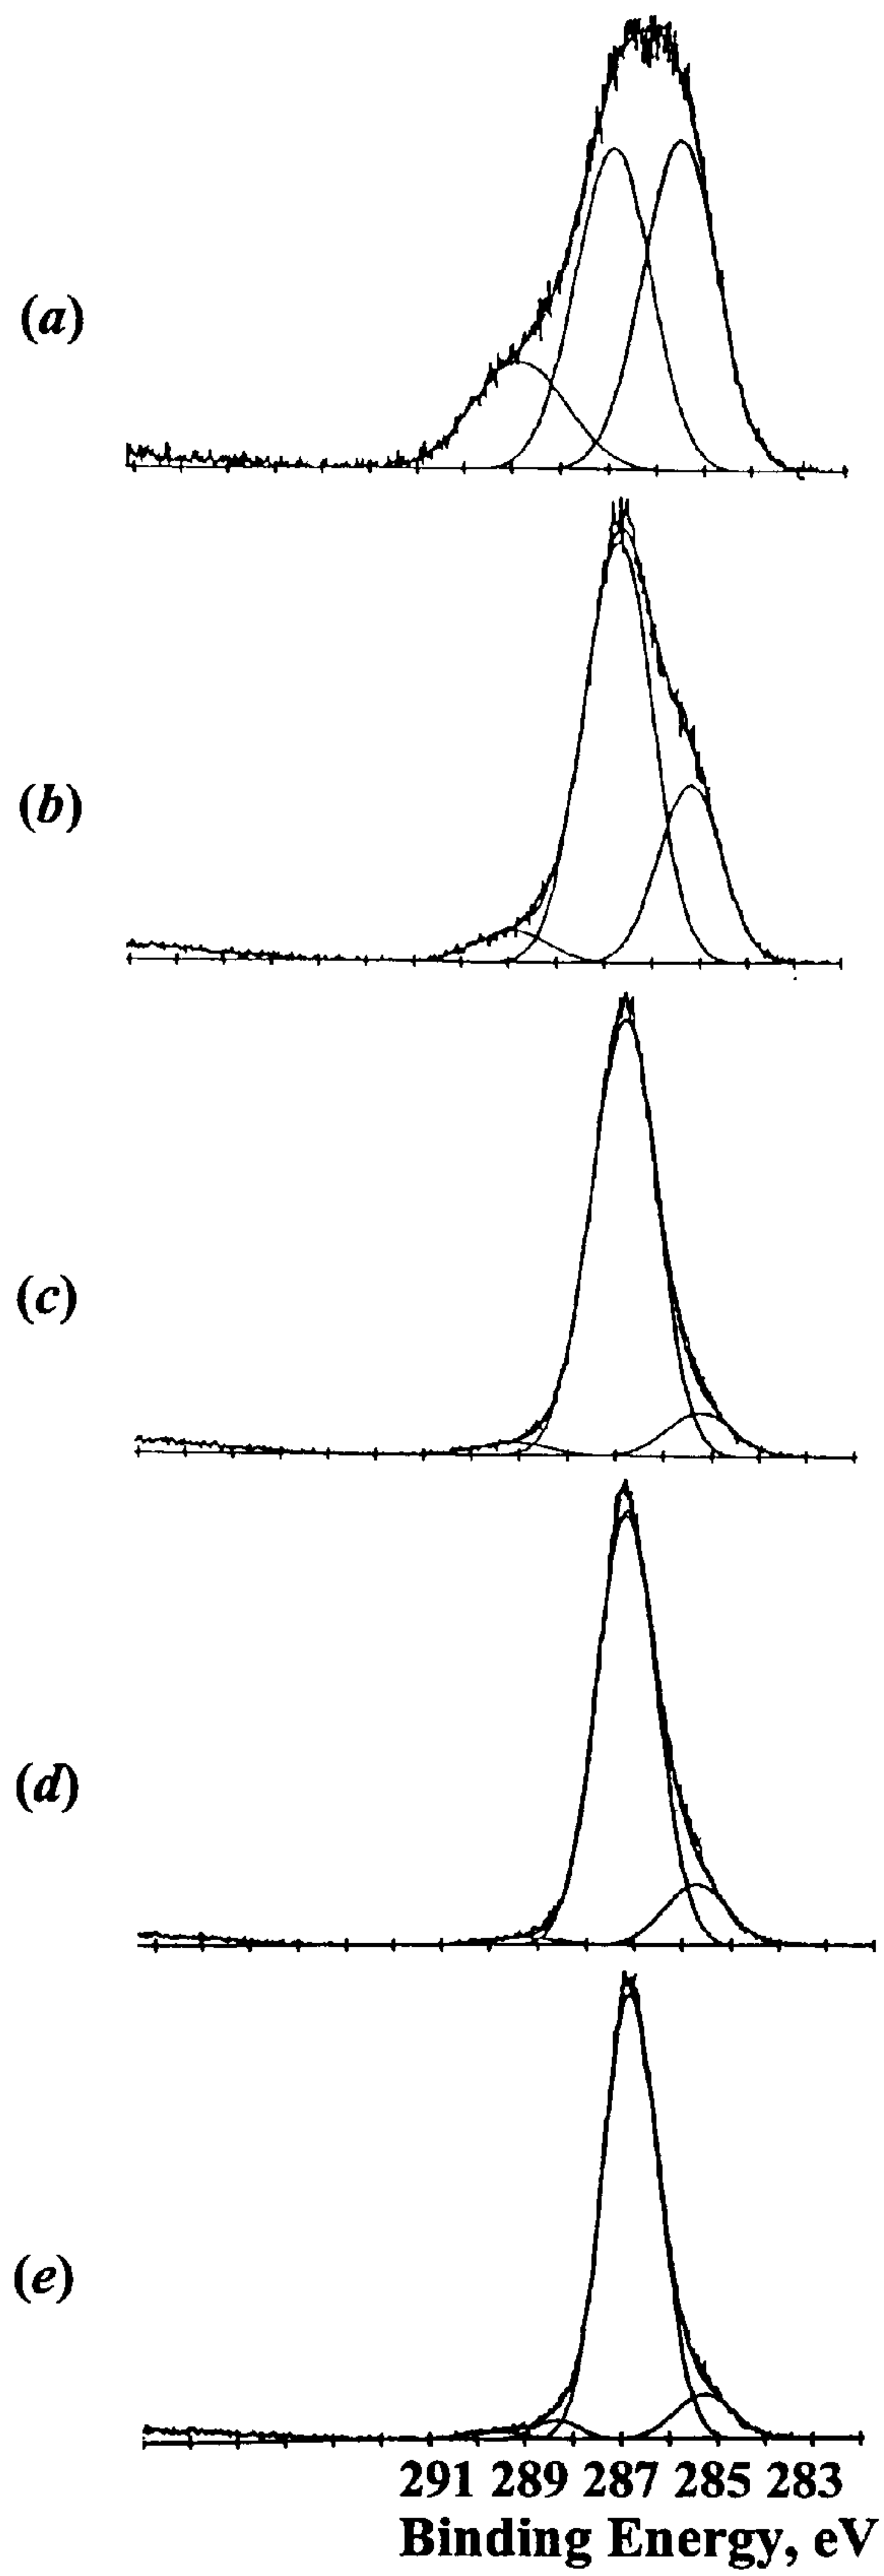 (a)
(b)
(c)
(d)
(e)
291 289 287 285 283
Binding Energy, eV